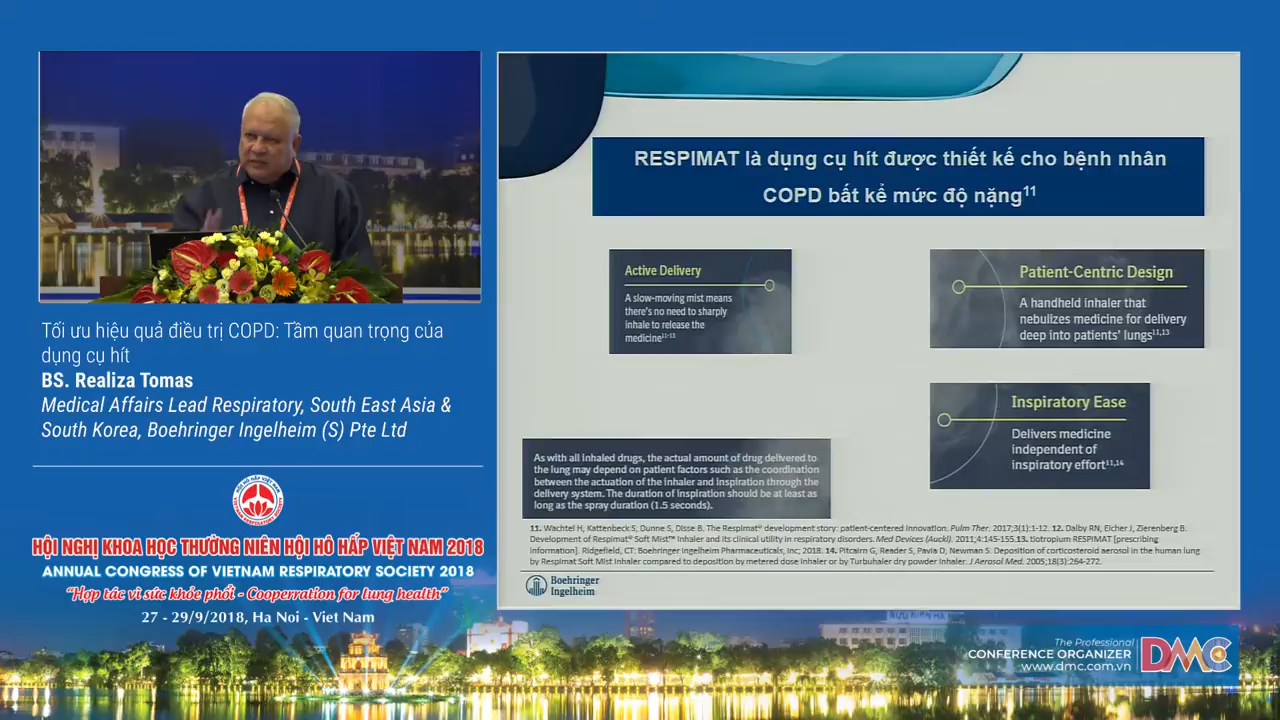 Tối ưu hiệu quả điều trị COPD: Tầm quan trọng của
dụng cụ hít
BS. Realiza Tomas
Medical Affairs Lead Respiratory, South East Asia &
South Korea, Boehringer Ingelheim (S) Pte Ltd
HỘI HÔ HẤP VIỆT NAM
VIETNAM RESPIRATORY SOCIETY
HỘI NGHỊ KHOA HỌC THƯỜNG NIÊN HỘI HÔ HẤP VIỆT NAM 2018
ANNUAL CONGRESS OF VIETNAM RESPIRATORY SOCIETY 2018
“Hợp tác vì sức khỏe phổi - Cooperration for lung health”
27 - 29/9/2018, Ha Noi - Viet Nam
RESPIMAT là dụng cụ hít được thiết kế cho bệnh nhân
COPD bất kể mức độ nặng11
Active Delivery
A slow-moving mist means
there's no need to sharply
inhale to release the
medicine11-13
Patient-Centric Design
A handheld inhaler that
nebulizes medicine for delivery
deep into patients' lungs11,13
Inspiratory Ease
Delivers medicine
independent of
inspiratory effort11,14
As with all inhaled drugs, the actual amount of drug delivered to
the lung may depend on patient factors such as the coordination
between the actuation of the inhaler and inspiration through the
delivery system. The duration of inspiration should be at least as
long as the spray duration (1.5 seconds).
11. Wachtel H, Kattenbeck S, Dunne S, Disse B. The Respimat® development story: patient-centered innovation. Pulm Ther. 2017;3(1):1-12. 12. Dalby RN, Eicher J, Zierenberg B.
Development of Respimat® Soft Mist™ Inhaler and its clinical utility in respiratory disorders. Med Devices (Auckl). 2011;4:145-155.13. tiotropium RESPIMAT [prescribing
information]. Ridgefield, CT: Boehringer Ingelheim Pharmaceuticals, Inc; 2018. 14. Pitcairn G, Reader S, Pavia D, Newman S. Deposition of corticosteroid aerosol in the human lung
by Respimat Soft Mist inhaler compared to deposition by metered dose inhaler or by Turbuhaler dry powder inhaler. J Aerosol Med. 2005;18(3):264-272.
Boehringer
Ingelheim
The Professional
CONFERENCE ORGANIZER
www.dmc.com.vn
DMC